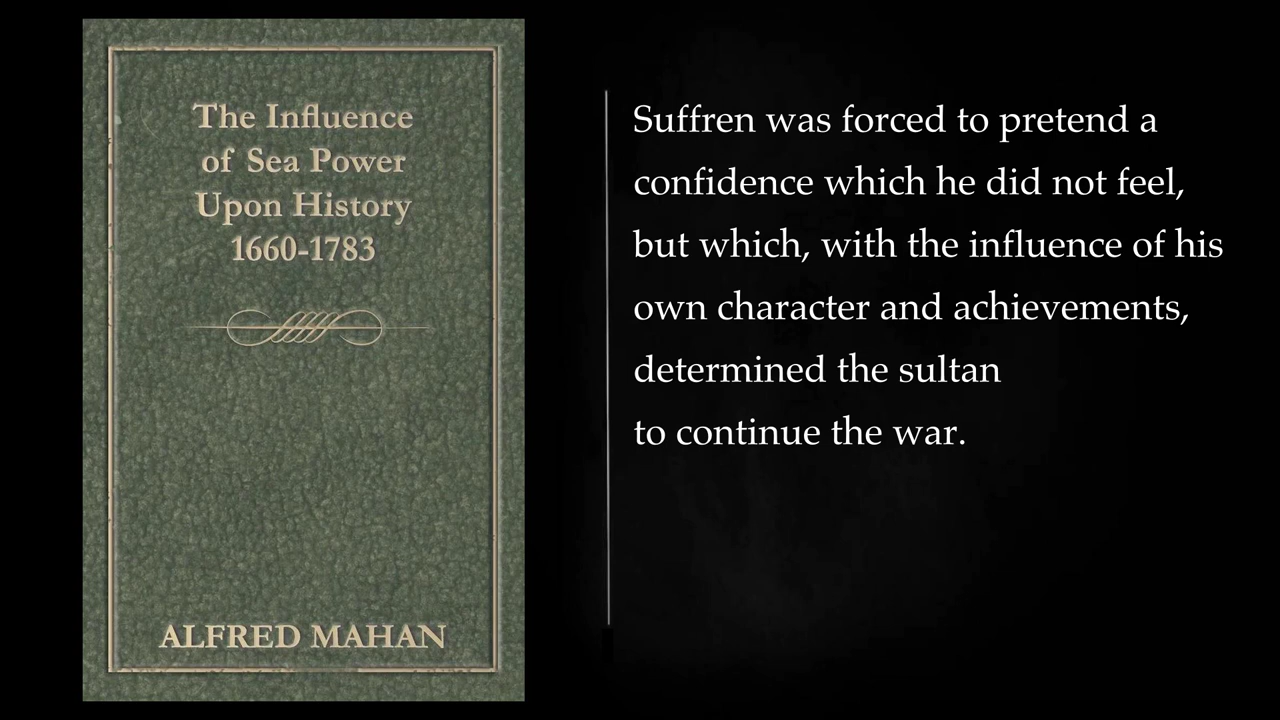 The Influence
of Sea Power
Upon History
1660-1783
ALFRED MAHAN
Suffren was forced to pretend a
confidence which he did not feel,
but which, with the influence of his
own character and achievements,
determined the sultan
to continue the war.